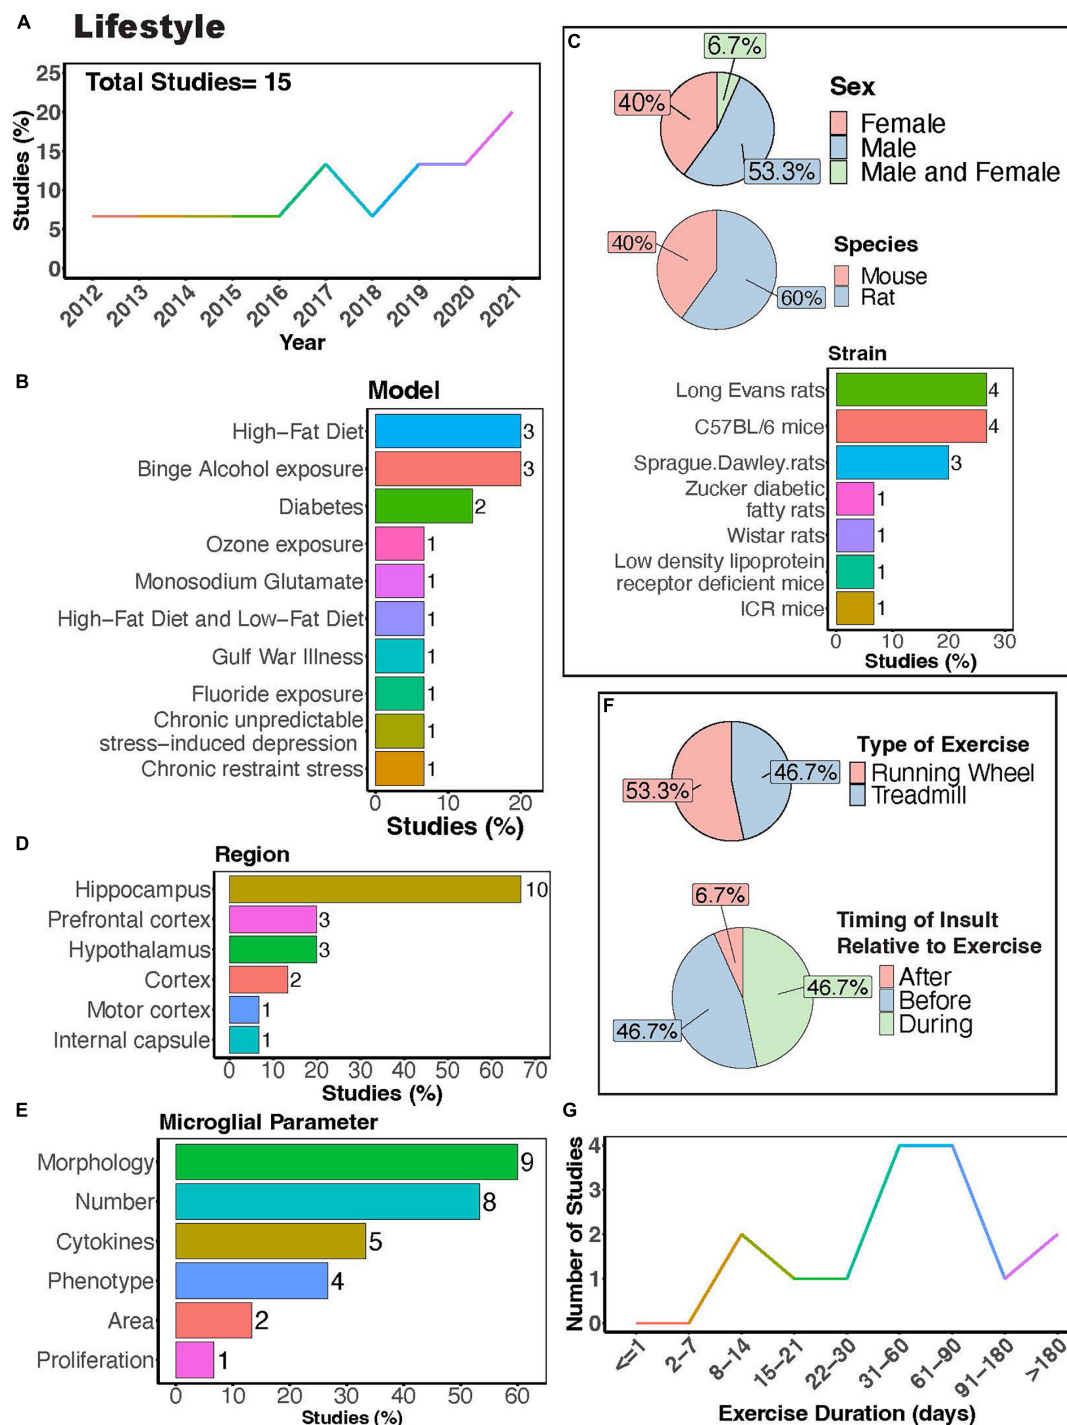 A
Lifestyle
Total Studies= 15
Studies (%)
25
20
15
10
5
0
2012
2013
2014
2015
2016
2017
2018
2019
2020
2021
Year
B
Model
High–Fat Diet
3
Binge Alcohol exposure
3
Diabetes
2
Ozone exposure
1
Monosodium Glutamate
1
High–Fat Diet and Low–Fat Diet
1
Gulf War Illness
1
Fluoride exposure
1
Chronic unpredictable
stress–induced depression
1
Chronic restraint stress
1
0
10
20
Studies (%)
C
6.7%
40%
53.3%
Sex
Female
Male
Male and Female
40%
60%
Species
Mouse
Rat
Strain
Long Evans rats
4
C57BL/6 mice
4
Sprague.Dawley.rats
3
Zucker diabetic
fatty rats
1
Wistar rats
1
Low density lipoprotein
receptor deficient mice
1
ICR mice
1
0
10
20
30
Studies (%)
D
Region
Hippocampus
10
Prefrontal cortex
3
Hypothalamus
3
Cortex
2
Motor cortex
1
Internal capsule
1
0
10
20
30
40
50
60
70
Studies (%)
E
Microglial Parameter
Morphology
9
Number
8
Cytokines
5
Phenotype
4
Area
2
Proliferation
1
0
10
20
30
40
50
60
Studies (%)
F
53.3%
46.7%
Type of Exercise
Running Wheel
Treadmill
6.7%
46.7%
46.7%
Timing of Insult
Relative to Exercise
After
Before
During
G
Number of Studies
4
3
2
1
0
<=1
2–7
8–14
15–21
22–30
31–60
61–90
91–180
>180
Exercise Duration (days)